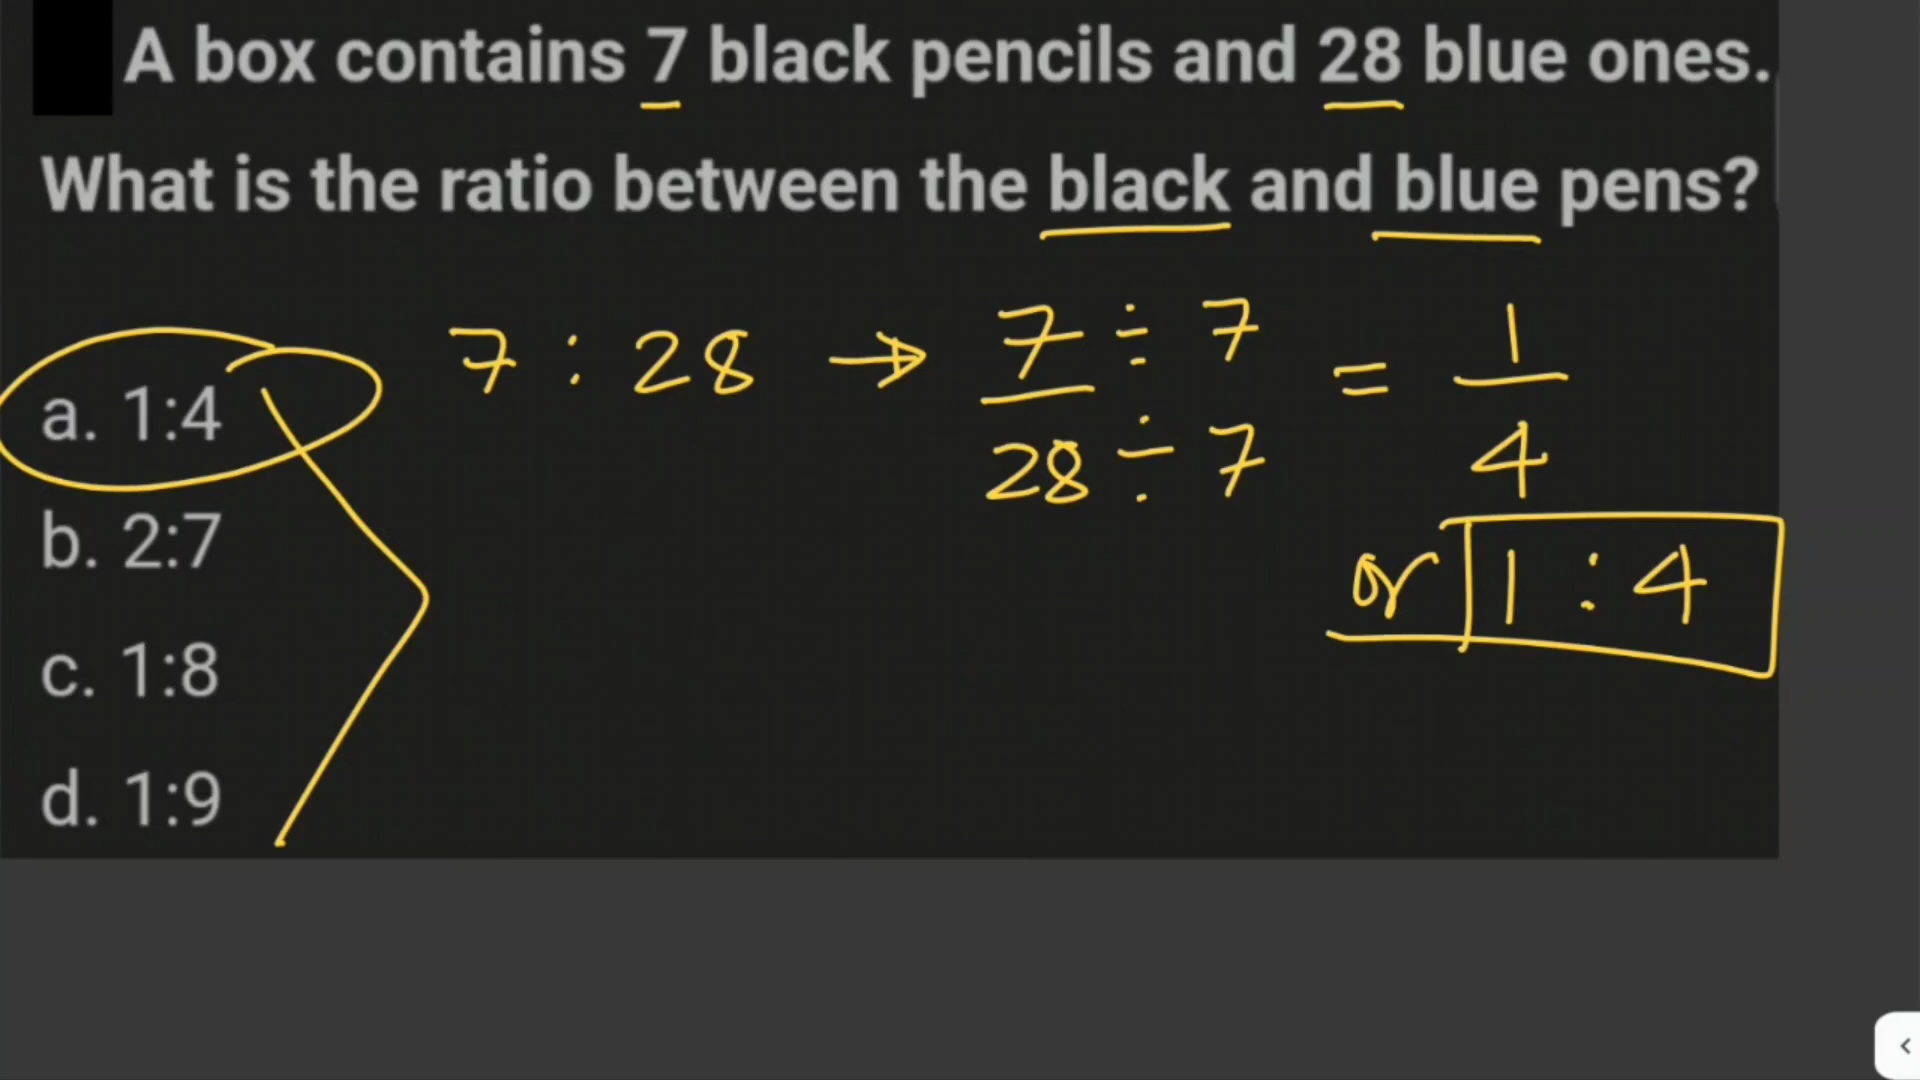 A box contains 7 black pencils and 28 blue ones.
What is the ratio between the black and blue pens?
a. 1:4
b. 2:7
c. 1:8
d. 1:9
7 : 28 → 7 ÷ 7 = 1
28 ÷ 7 4
or 1 : 4
<